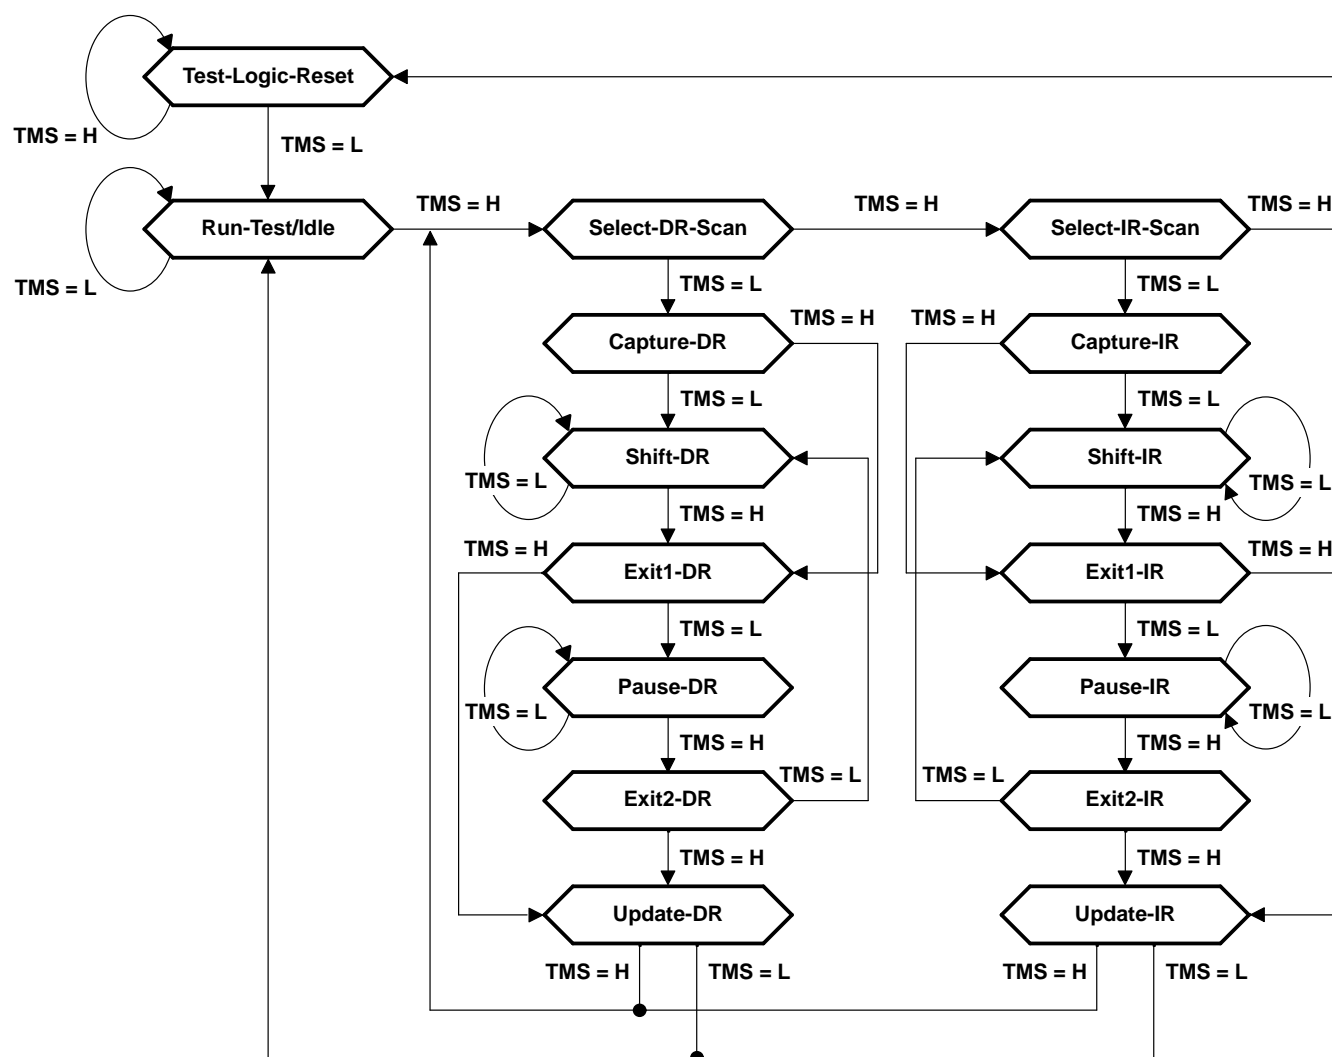 Test-Logic-Reset
TMS = H
TMS = L
TMS = H
TMS = H
TMS = H
Run-Test/Idle
Select-DR-Scan
Select-IR-Scan
TMS = L
TMS = L
TMS = L
TMS = H
TMS = H
Capture-DR
Capture-IR
TMS = L
TMS = L
Shift-DR
Shift-IR
TMS = L
TMS = L
TMS = H
TMS = H
TMS = H
TMS = H
Exit1-DR
Exit1-IR
TMS = L
TMS = L
Pause-DR
Pause-IR
TMS = L
TMS = L
TMS = H
TMS = H
TMS = L
TMS = L
Exit2-DR
Exit2-IR
TMS = H
TMS = H
Update-DR
Update-IR
TMS = H
TMS = L
TMS = H
TMS = L